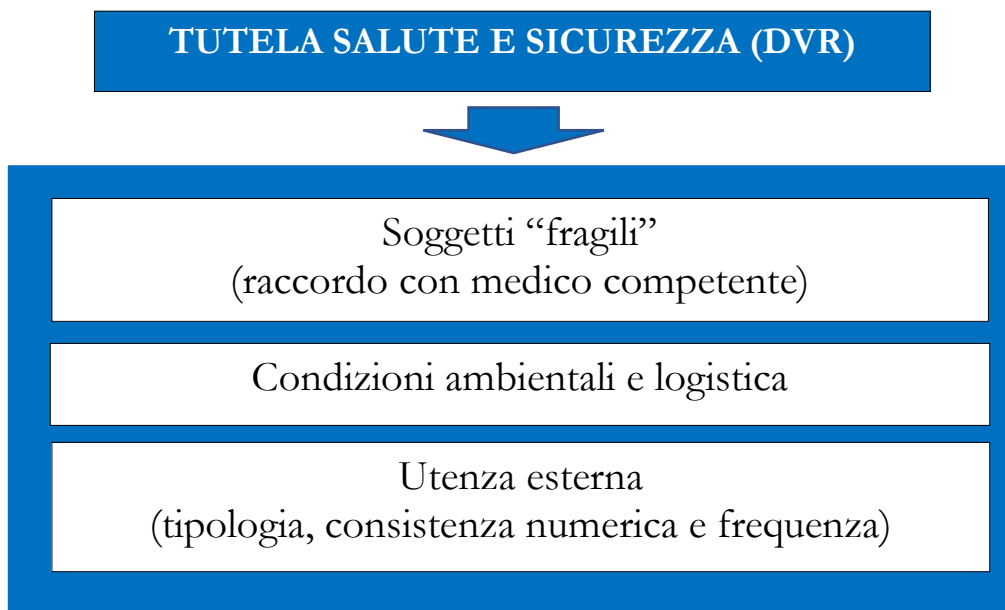 TUTELA SALUTE E SICUREZZA (DVR)
Soggetti “fragili”
(raccordo con medico competente)
Condizioni ambientali e logistica
Utenza esterna
(tipologia, consistenza numerica e frequenza)